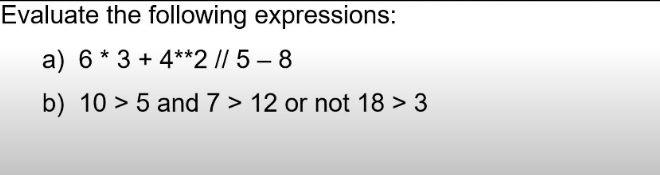 Evaluate the following expressions:
a) 6 * 3 + 4**2 // 5 – 8
b) 10 > 5 and 7 > 12 or not 18 > 3